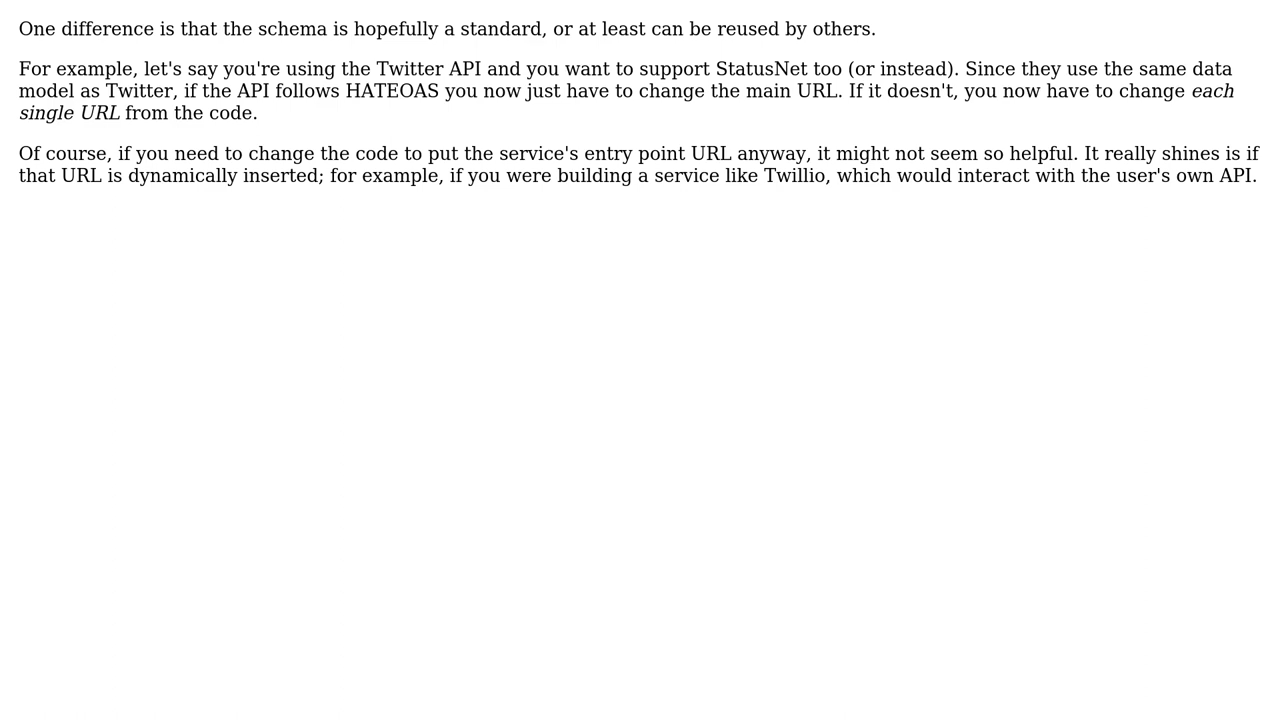 One difference is that the schema is hopefully a standard, or at least can be reused by others.
For example, let's say you're using the Twitter API and you want to support StatusNet too (or instead). Since they use the same data
model as Twitter, if the API follows HATEOAS you now just have to change the main URL. If it doesn't, you now have to change each
single URL from the code.
Of course, if you need to change the code to put the service's entry point URL anyway, it might not seem so helpful. It really shines is if
that URL is dynamically inserted; for example, if you were building a service like Twillio, which would interact with the user's own API.